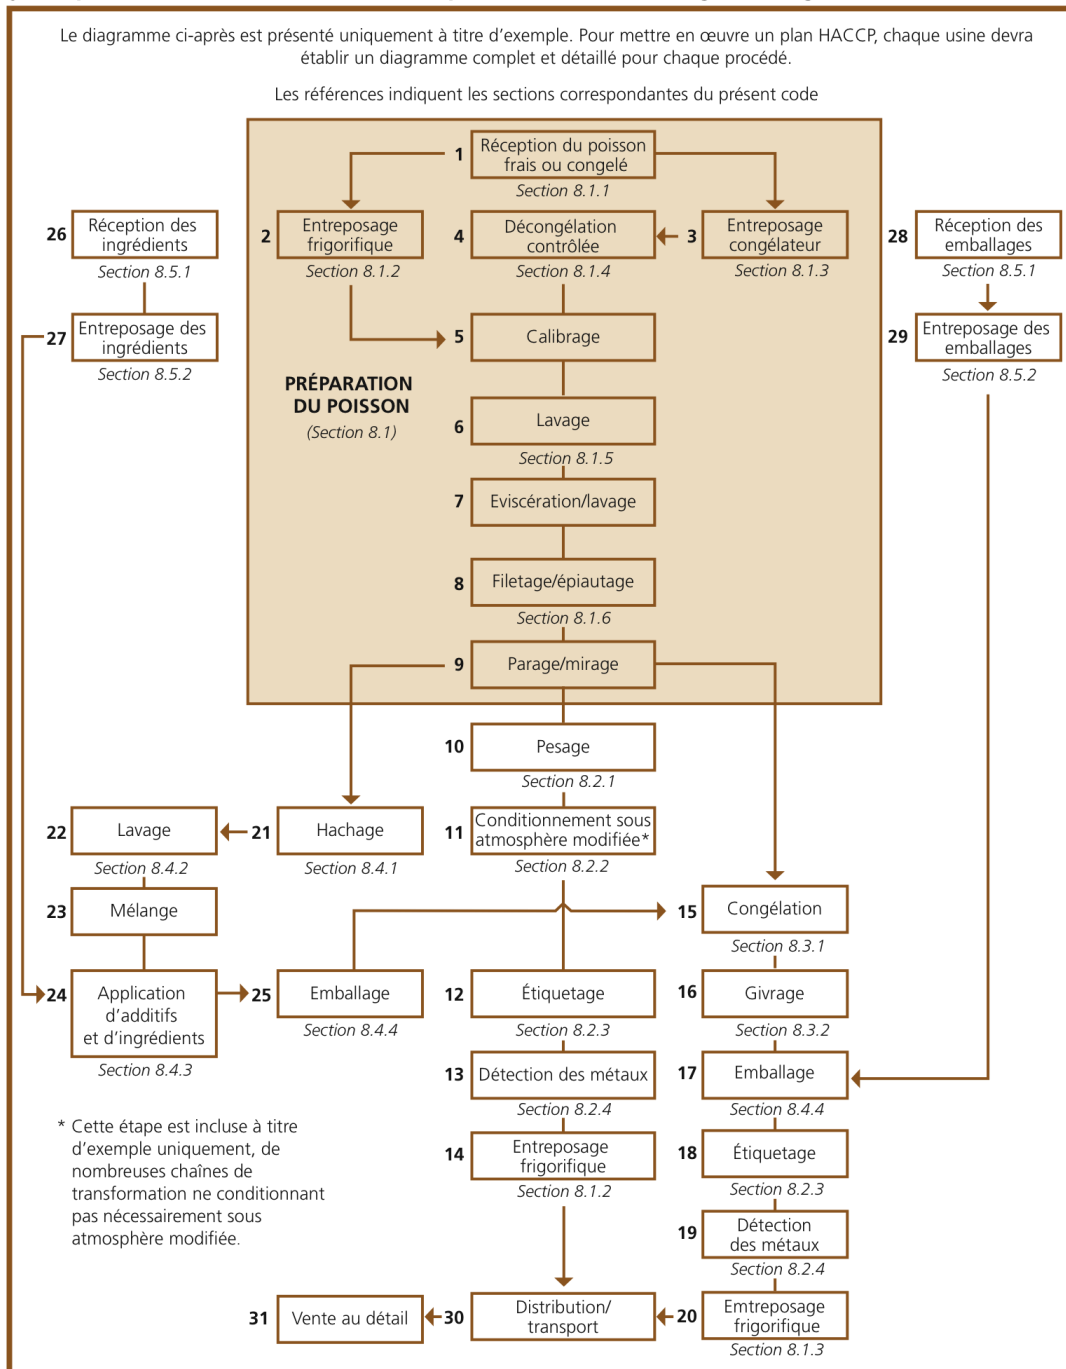 Le diagramme ci-après est présenté uniquement à titre d’exemple. Pour mettre en œuvre un plan HACCP, chaque usine devra
établir un diagramme complet et détaillé pour chaque procédé.
Les références indiquent les sections correspondantes du présent code
1
Réception du poisson
frais ou congelé
Section 8.1.1
26
Réception des
ingrédients
Section 8.5.1
2
Entreposage
frigorifique
Section 8.1.2
4
Décongélation
contrôlée
Section 8.1.4
3
Entreposage
congélateur
Section 8.1.3
28
Réception des
emballages
Section 8.5.1
27
Entreposage des
ingrédients
Section 8.5.2
5
Calibrage
29
Entreposage des
emballages
Section 8.5.2
PRÉPARATION
DU POISSON
(Section 8.1)
6
Lavage
Section 8.1.5
7
Eviscération/lavage
8
Filetage/épiautage
Section 8.1.6
9
Parage/mirage
10
Pesage
Section 8.2.1
22
Lavage
Section 8.4.2
21
Hachage
Section 8.4.1
11
Conditionnement sous
atmosphère modifiée*
Section 8.2.2
23
Mélange
15
Congélation
Section 8.3.1
24
Application
d’additifs
et d’ingrédients
Section 8.4.3
25
Emballage
Section 8.4.4
12
Étiquetage
Section 8.2.3
16
Givrage
Section 8.3.2
13
Détection des métaux
Section 8.2.4
17
Emballage
Section 8.4.4
* Cette étape est incluse à titre
d’exemple uniquement, de
nombreuses chaînes de
transformation ne conditionnant
pas nécessairement sous
atmosphère modifiée.
14
Entreposage
frigorifique
Section 8.1.2
18
Étiquetage
Section 8.2.3
19
Détection
des métaux
Section 8.2.4
31
Vente au détail
30
Distribution/
transport
20
Emtreposage
frigorifique
Section 8.1.3